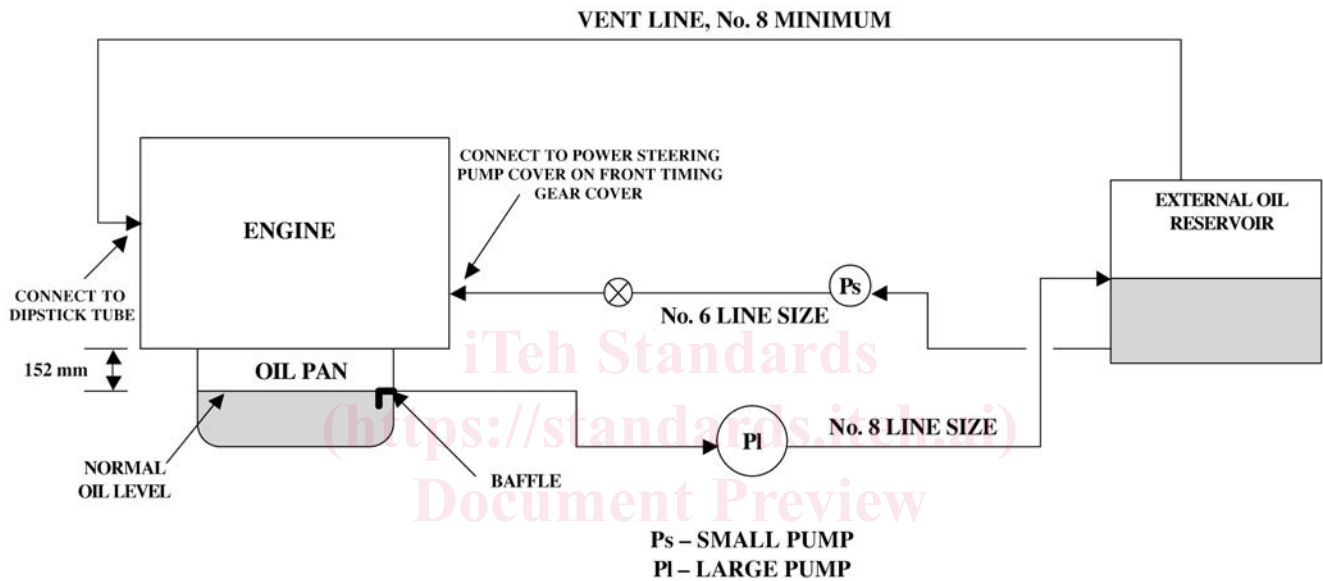 VENT LINE, No. 8 MINIMUM
CONNECT TO POWER STEERING
PUMP COVER ON FRONT TIMING
GEAR COVER
ENGINE
EXTERNAL OIL
RESERVOIR
CONNECT TO
DIPSTICK TUBE
Ps
No. 6 LINE SIZE
152 mm
OIL PAN
iTeh Standards
(https://standards.iteh.ai)
Document Preview
Pl
No. 8 LINE SIZE
NORMAL
OIL LEVEL
BAFFLE
Ps – SMALL PUMP
Pl – LARGE PUMP